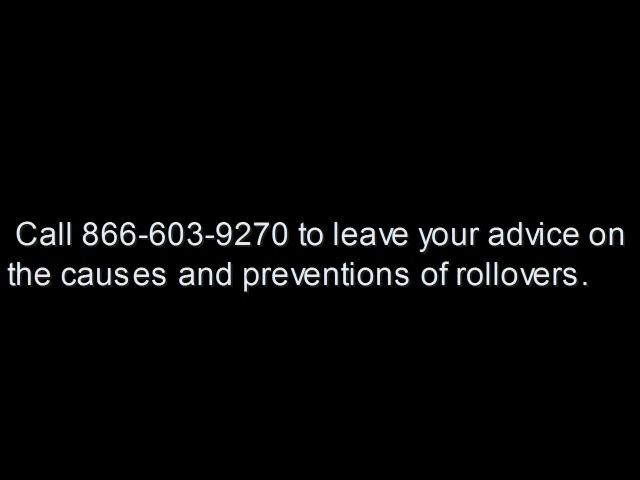 Call 866-603-9270 to leave your advice on
the causes and preventions of rollovers.